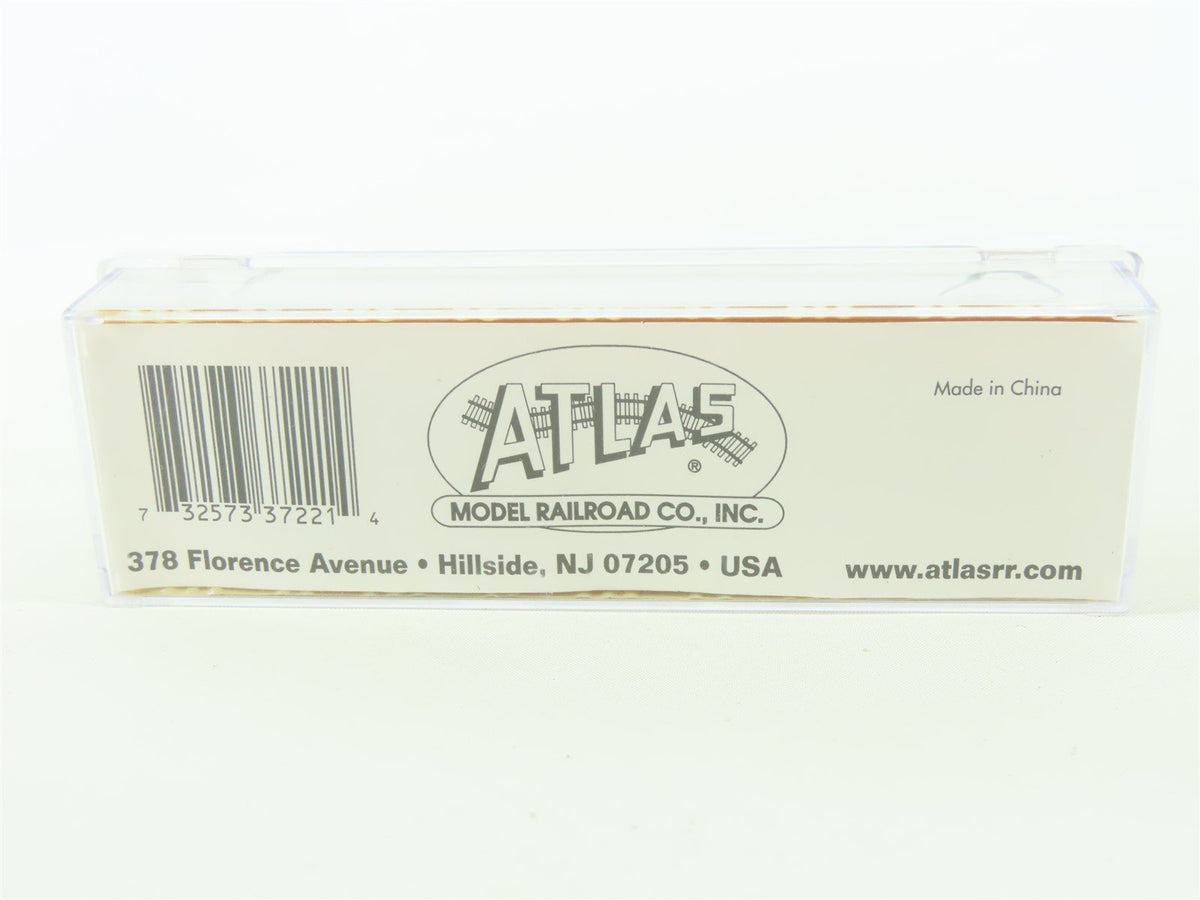 7 32573 37221 4
ATLAS®
MODEL RAILROAD CO., INC.
Made in China
378 Florence Avenue • Hillside, NJ 07205 • USA
www.atlasrr.com